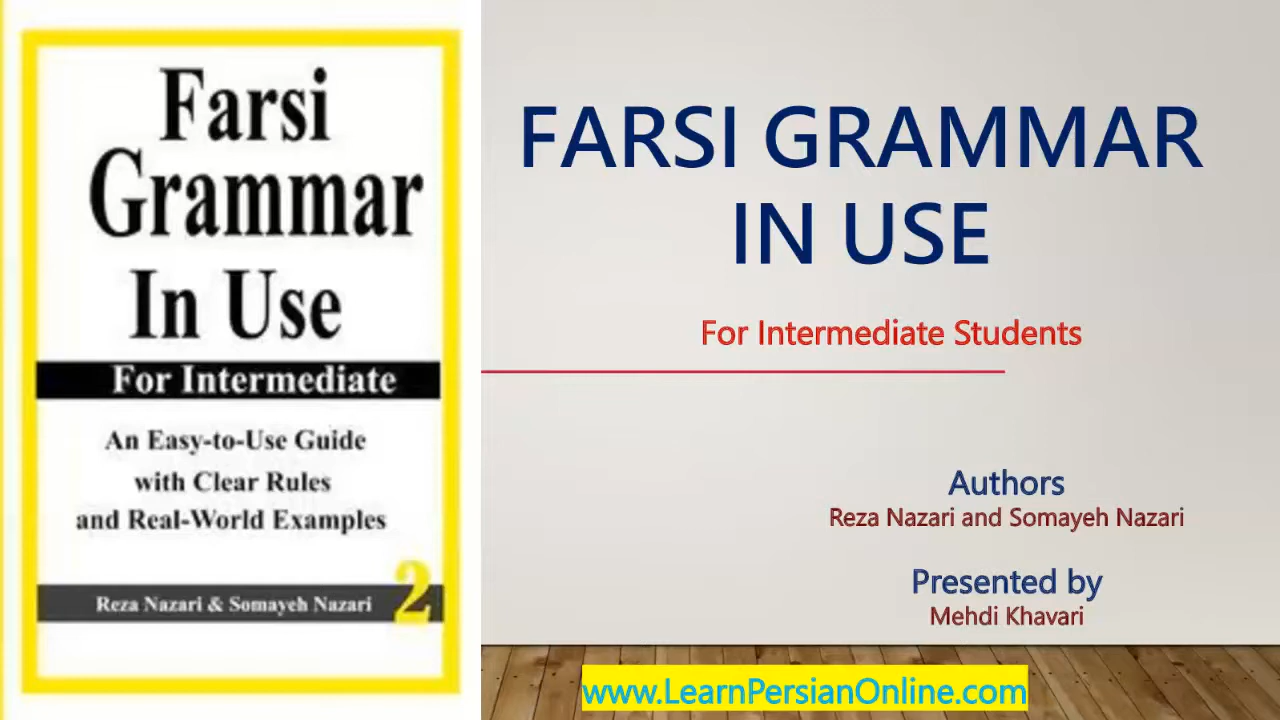 Farsi
Grammar
In Use
For Intermediate
An Easy-to-Use Guide
with Clear Rules
and Real-World Examples
2
Reza Nazari & Somayeh Nazari
FARSI GRAMMAR
IN USE
For Intermediate Students
Authors
Reza Nazari and Somayeh Nazari
Presented by
Mehdi Khavari
www.LearnPersianOnline.com